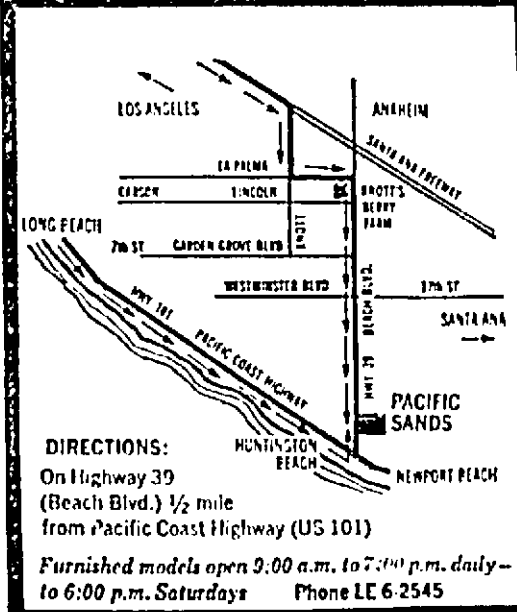 LOS ANGELES
ANAHEIM
SANTA ANA FREEWAY
LA PALMA
CARSON
LINCOLN
KNOTT'S
BERRY
FARM
KNOTT
LONG BEACH
7th ST
GARDEN GROVE BLVD
HWY 101
WESTMINSTER BLVD
17th ST
HWY 39 BEACH BLVD.
SANTA ANA
PACIFIC COAST HIGHWAY
PACIFIC
SANDS
HUNTINGTON
BEACH
NEWPORT BEACH
DIRECTIONS:
On Highway 39
(Beach Blvd.) ½ mile
from Pacific Coast Highway (US 101)
Furnished models open 9:00 a.m. to 7:00 p.m. daily –
to 6:00 p.m. Saturdays Phone LE 6-2545